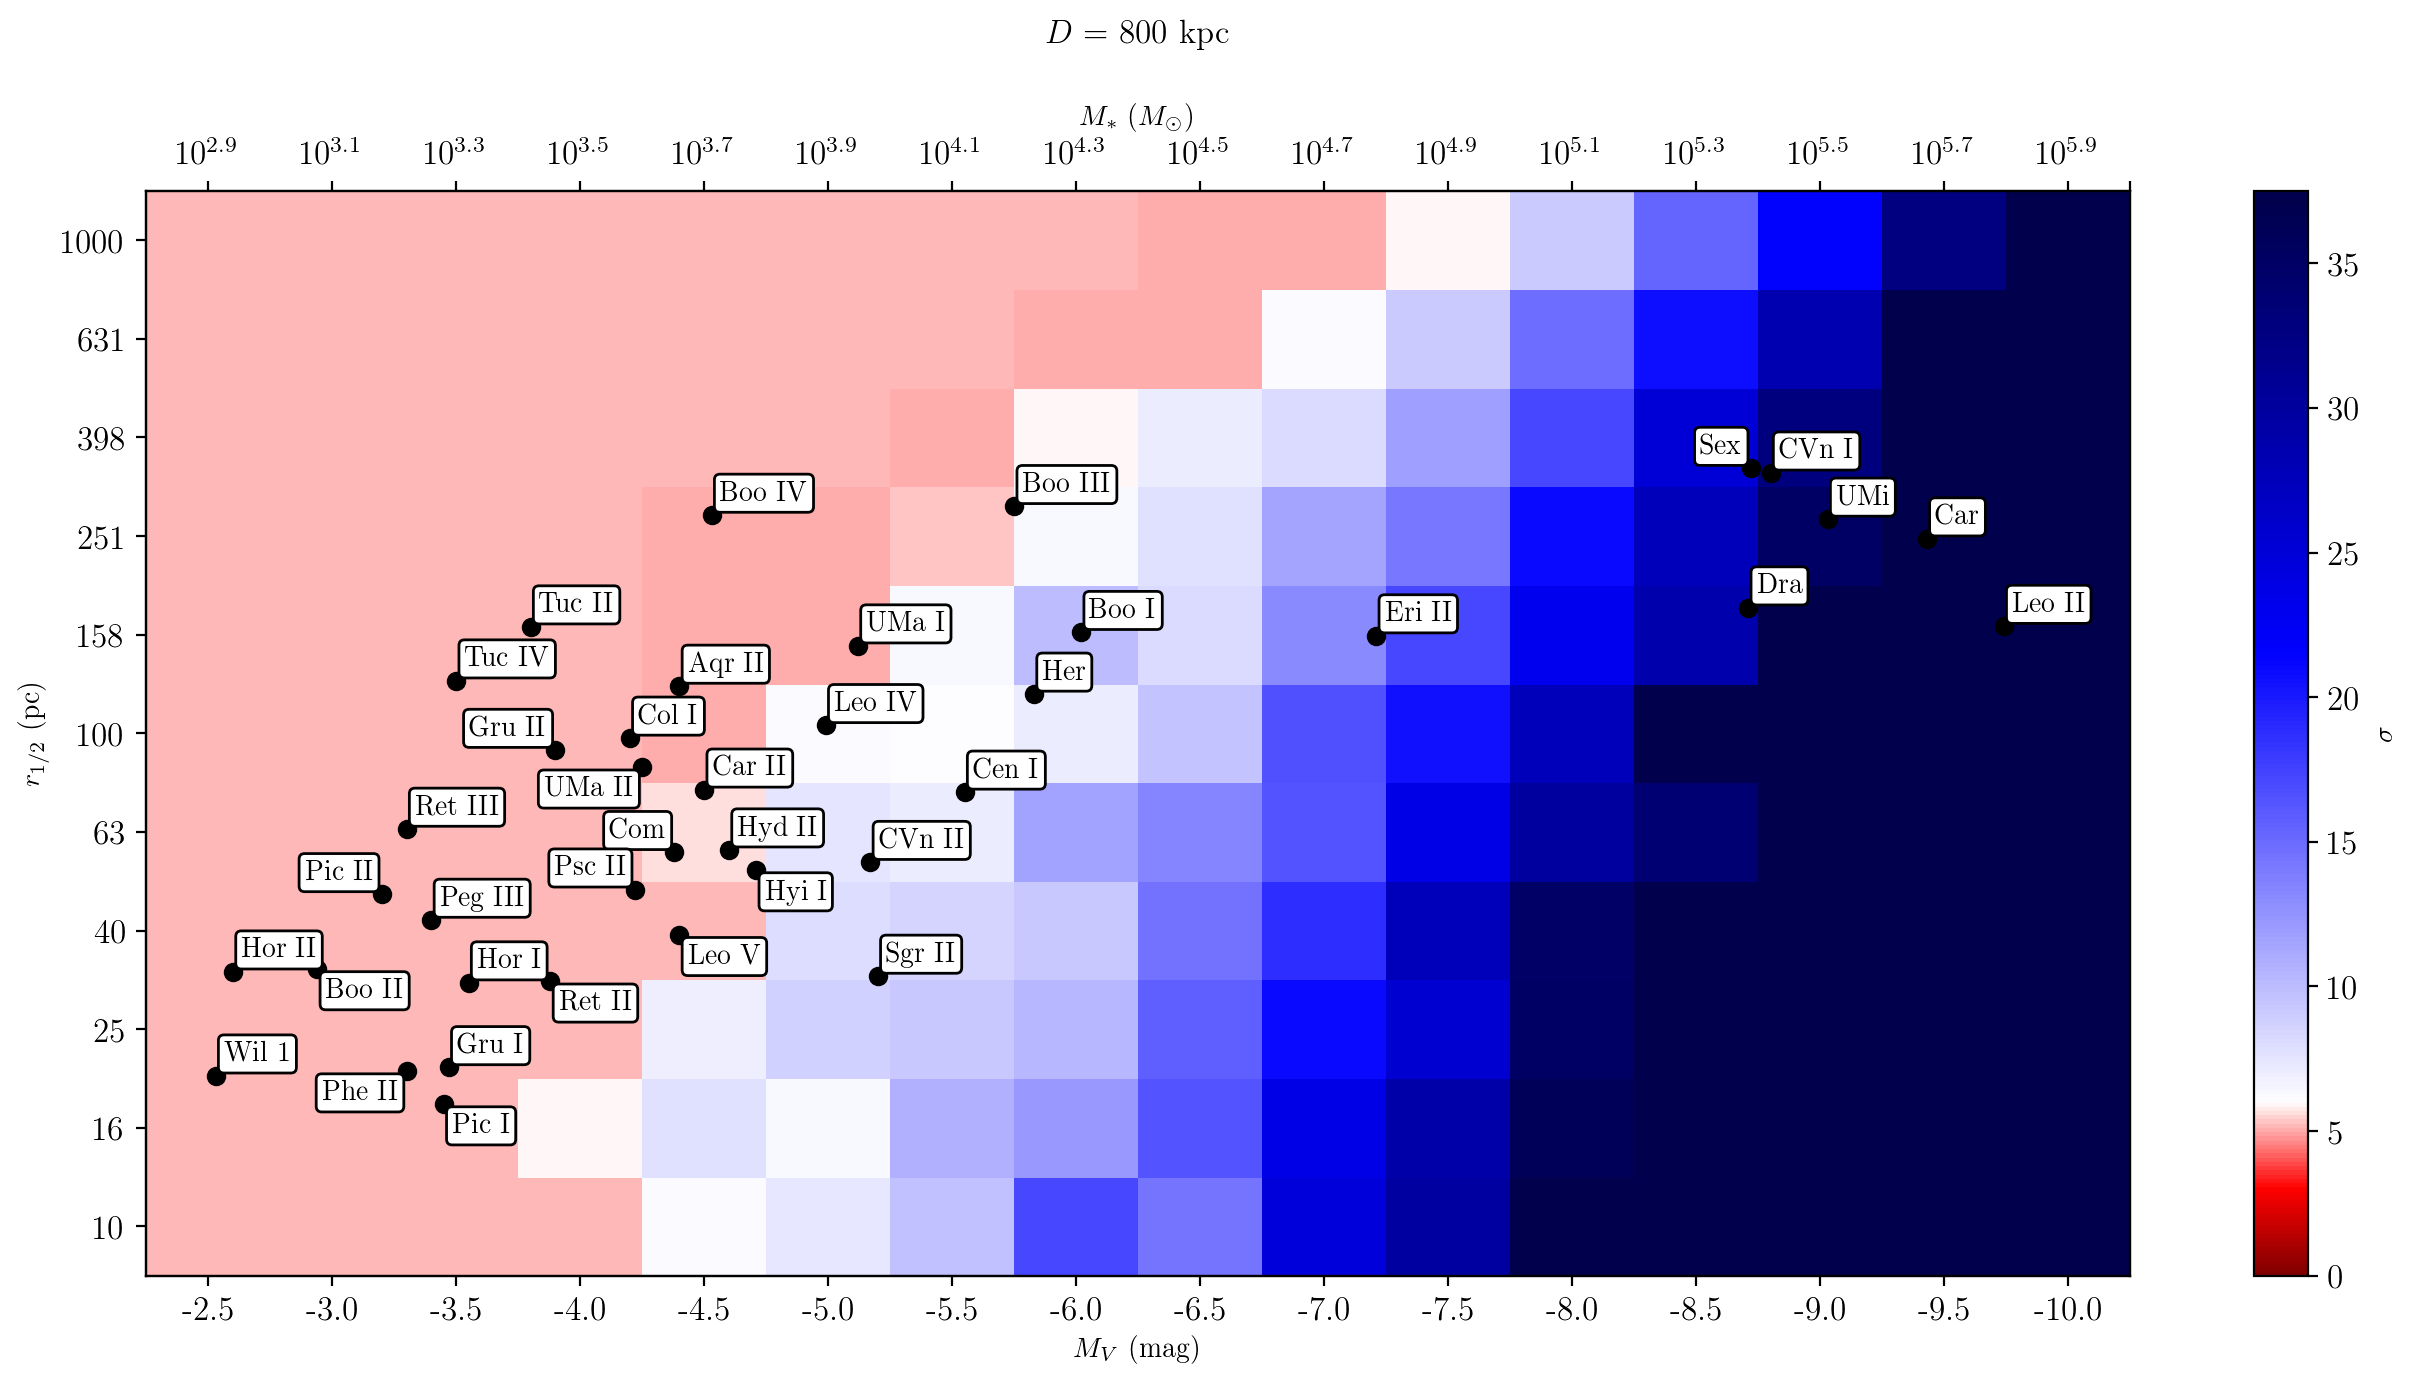 D = 800 kpc
M* (M⊙)
10^2.9 10^3.1 10^3.3 10^3.5 10^3.7 10^3.9 10^4.1 10^4.3 10^4.5 10^4.7 10^4.9 10^5.1 10^5.3 10^5.5 10^5.7 10^5.9
1000
631
398
251
158
100
63
40
25
16
10
r1/2 (pc)
Sex
CVn I
Boo IV
Boo III
UMi
Car
Dra
Tuc II
Boo I
Eri II
Leo II
UMa I
Tuc IV
Aqr II
Her
Leo IV
Col I
Gru II
Car II
Cen I
UMa II
Ret III
Com
Hyd II
CVn II
Pic II
Psc II
Hyi I
Peg III
Hor II
Hor I
Leo V
Sgr II
Boo II
Ret II
Wil 1
Gru I
Phe II
Pic I
-2.5 -3.0 -3.5 -4.0 -4.5 -5.0 -5.5 -6.0 -6.5 -7.0 -7.5 -8.0 -8.5 -9.0 -9.5 -10.0
MV (mag)
35
30
25
20
15
10
5
0
σ